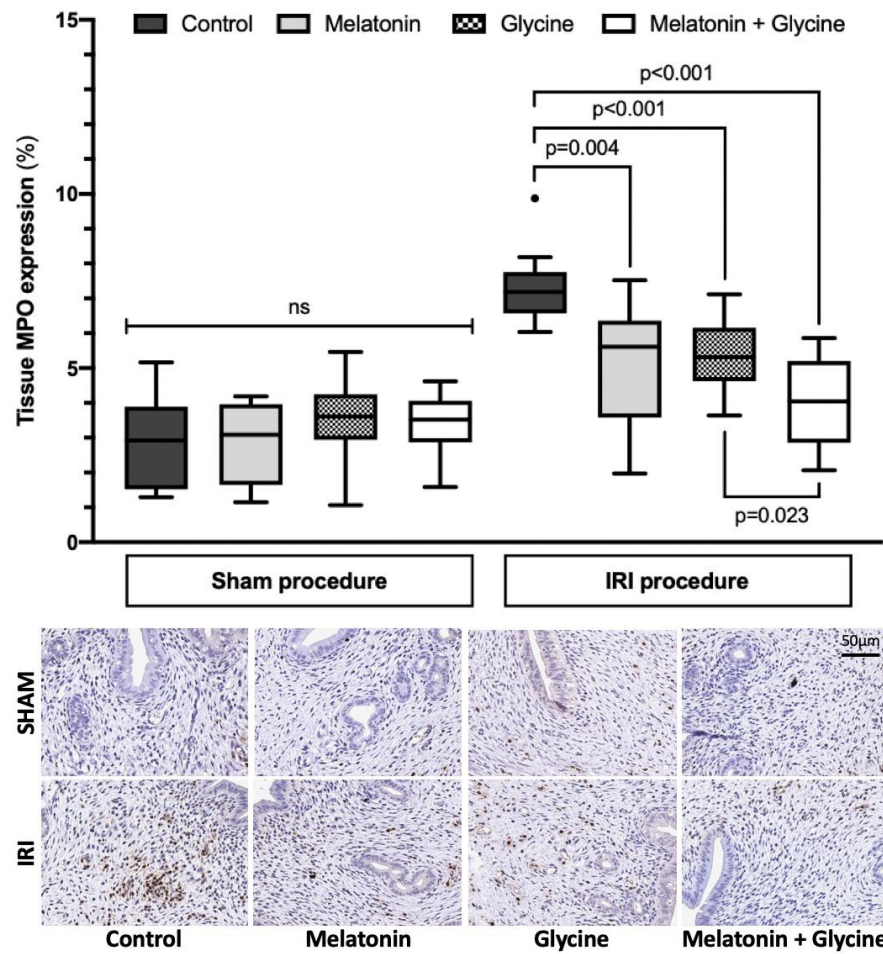 15
Control Melatonin Glycine Melatonin + Glycine
p<0.001
p<0.001
p=0.004
10
Tissue MPO expression (%)
ns
5
p=0.023
0
Sham procedure IRI procedure
50µm
SHAM
IRI
Control Melatonin Glycine Melatonin + Glycine